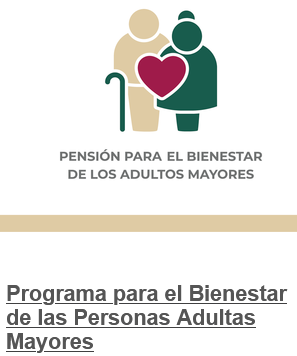 PENSIÓN PARA EL BIENESTAR
DE LOS ADULTOS MAYORES
Programa para el Bienestar
de las Personas Adultas
Mayores